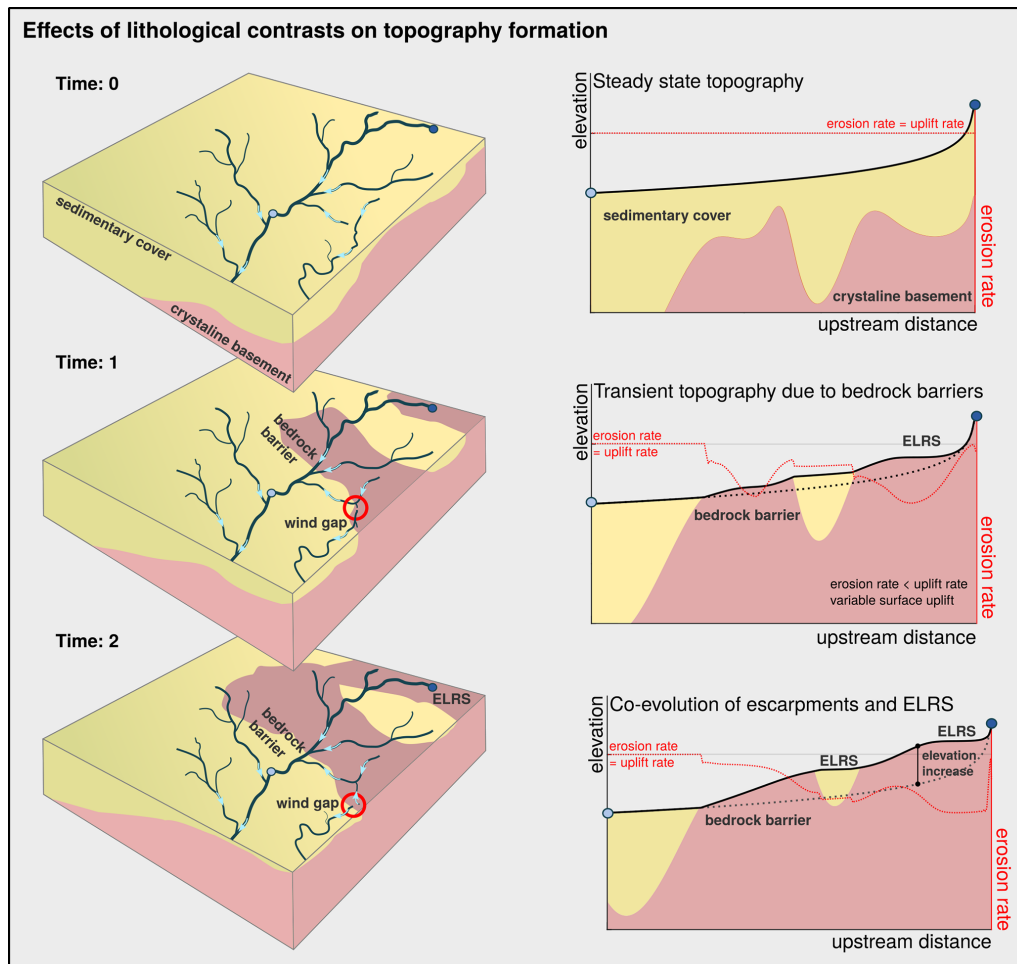 Effects of lithological contrasts on topography formation
Time: 0
sedimentary cover
crystaline basement
elevation
Steady state topography
erosion rate = uplift rate
sedimentary cover
crystaline basement
erosion rate
upstream distance
Time: 1
bedrock
barrier
wind gap
elevation
Transient topography due to bedrock barriers
erosion rate
= uplift rate
ELRS
bedrock barrier
erosion rate < uplift rate
variable surface uplift
erosion rate
upstream distance
Time: 2
bedrock
barrier
ELRS
wind gap
elevation
Co-evolution of escarpments and ELRS
erosion rate
= uplift rate
ELRS
ELRS
elevation
increase
bedrock barrier
erosion rate
upstream distance